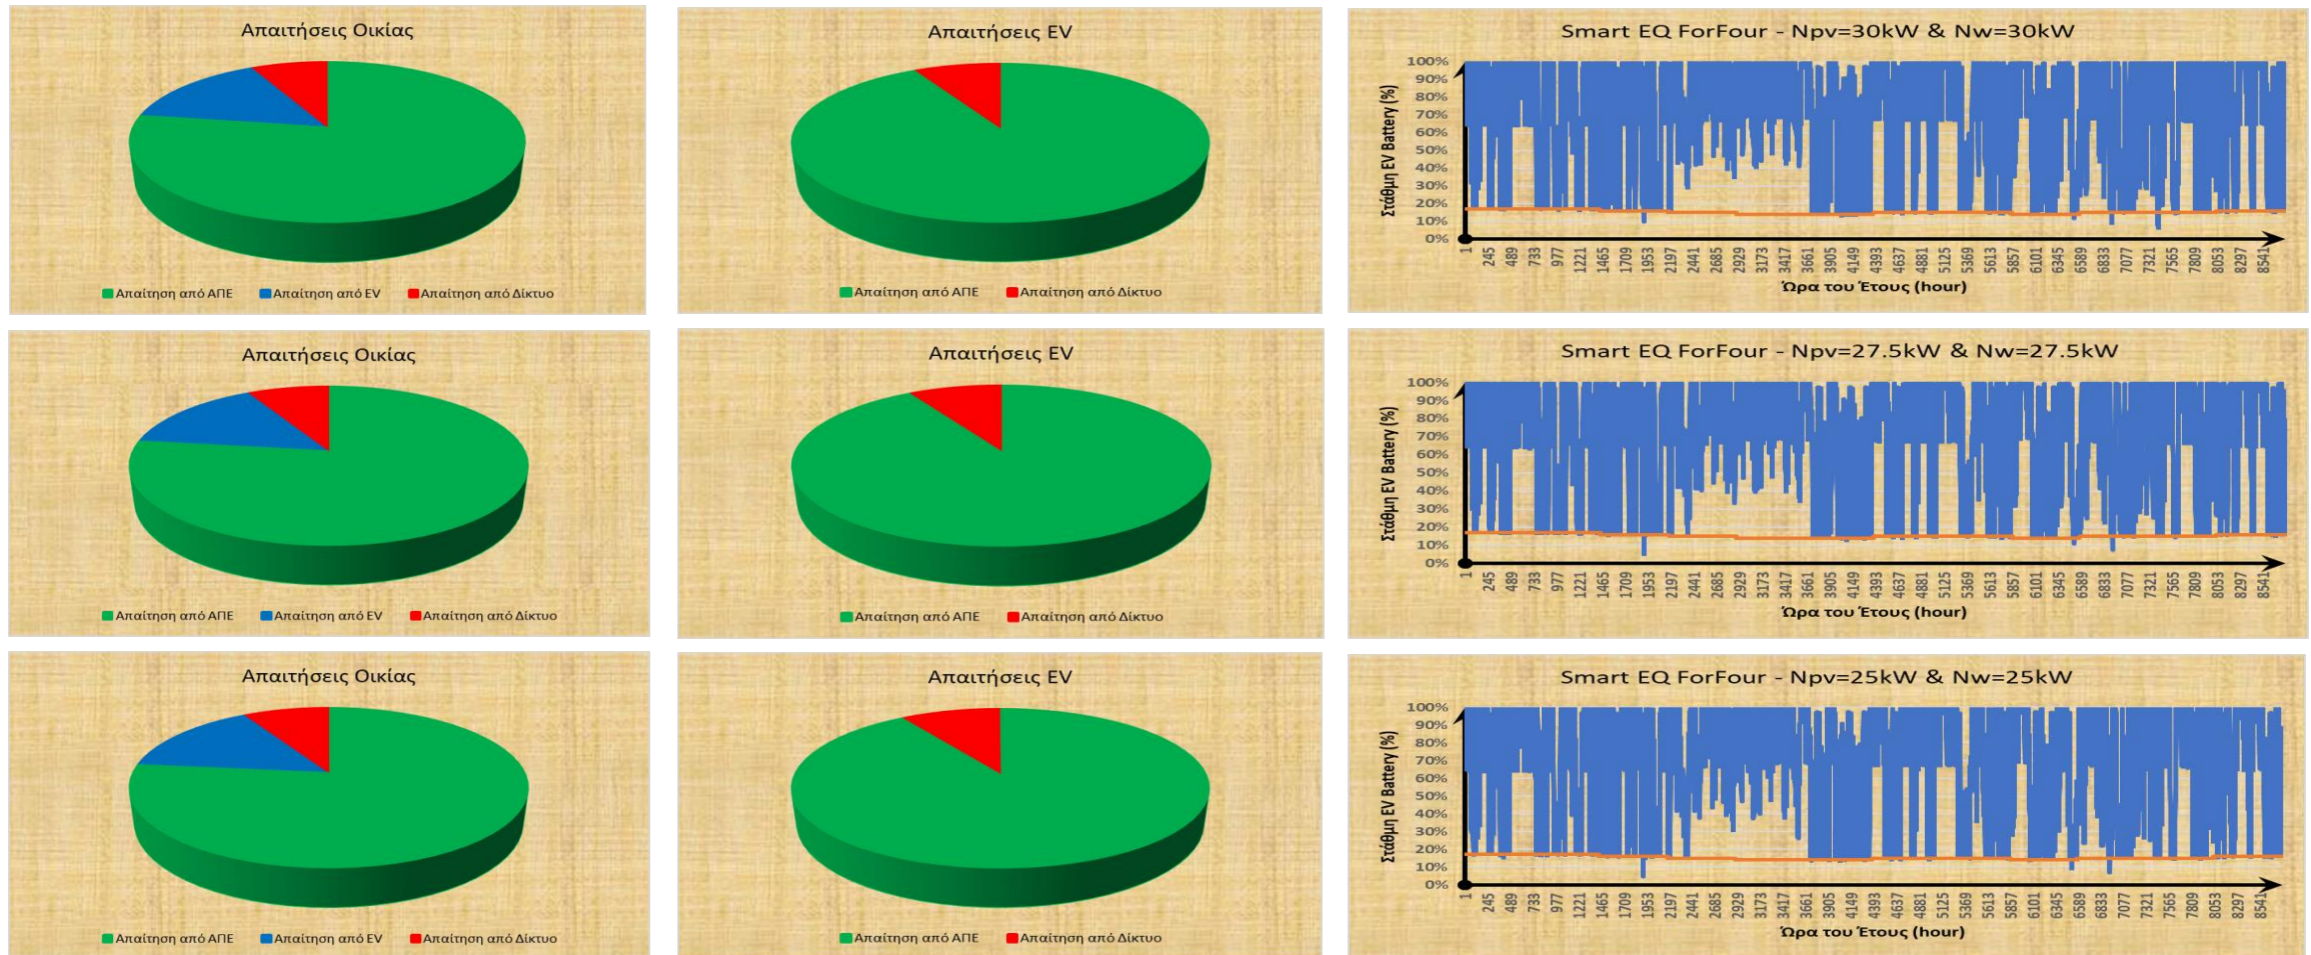 Απαιτήσεις Οικίας
Απαίτηση από ΑΠΕ Απαίτηση από EV Απαίτηση από Δίκτυο
Απαιτήσεις EV
Απαίτηση από ΑΠΕ Απαίτηση από Δίκτυο
Smart EQ ForFour - Npv=30kW & Nw=30kW
Στάθμη EV Battery (%)
100%
90%
80%
70%
60%
50%
40%
30%
20%
10%
0%
1 245 489 733 977 1221 1465 1709 1953 2197 2441 2685 2929 3173 3417 3661 3905 4149 4393 4637 4881 5125 5369 5613 5857 6101 6345 6589 6833 7077 7321 7565 7809 8053 8297 8541
Ώρα του Έτους (hour)
Απαιτήσεις Οικίας
Απαίτηση από ΑΠΕ Απαίτηση από EV Απαίτηση από Δίκτυο
Απαιτήσεις EV
Απαίτηση από ΑΠΕ Απαίτηση από Δίκτυο
Smart EQ ForFour - Npv=27.5kW & Nw=27.5kW
Στάθμη EV Battery (%)
100%
90%
80%
70%
60%
50%
40%
30%
20%
10%
0%
1 245 489 733 977 1221 1465 1709 1953 2197 2441 2685 2929 3173 3417 3661 3905 4149 4393 4637 4881 5125 5369 5613 5857 6101 6345 6589 6833 7077 7321 7565 7809 8053 8297 8541
Ώρα του Έτους (hour)
Απαιτήσεις Οικίας
Απαίτηση από ΑΠΕ Απαίτηση από EV Απαίτηση από Δίκτυο
Απαιτήσεις EV
Απαίτηση από ΑΠΕ Απαίτηση από Δίκτυο
Smart EQ ForFour - Npv=25kW & Nw=25kW
Στάθμη EV Battery (%)
100%
90%
80%
70%
60%
50%
40%
30%
20%
10%
0%
1 245 489 733 977 1221 1465 1709 1953 2197 2441 2685 2929 3173 3417 3661 3905 4149 4393 4637 4881 5125 5369 5613 5857 6101 6345 6589 6833 7077 7321 7565 7809 8053 8297 8541
Ώρα του Έτους (hour)